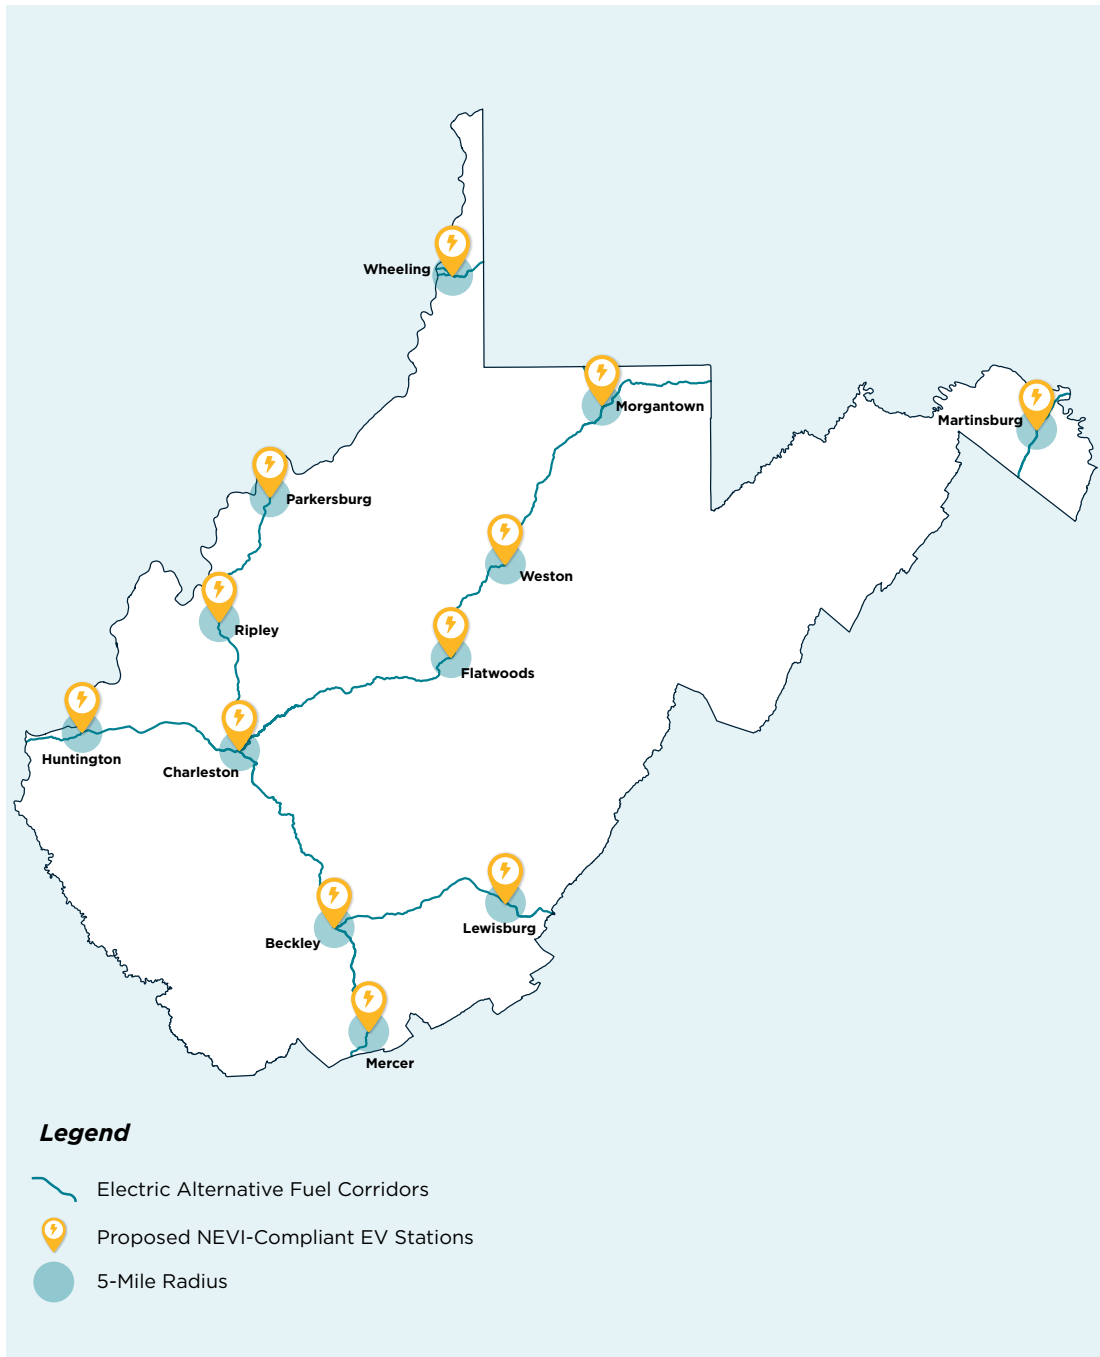 Wheeling
Morgantown
Martinsburg
Parkersburg
Weston
Ripley
Flatwoods
Huntington
Charleston
Lewisburg
Beckley
Mercer
Legend
Electric Alternative Fuel Corridors
Proposed NEVI-Compliant EV Stations
5-Mile Radius